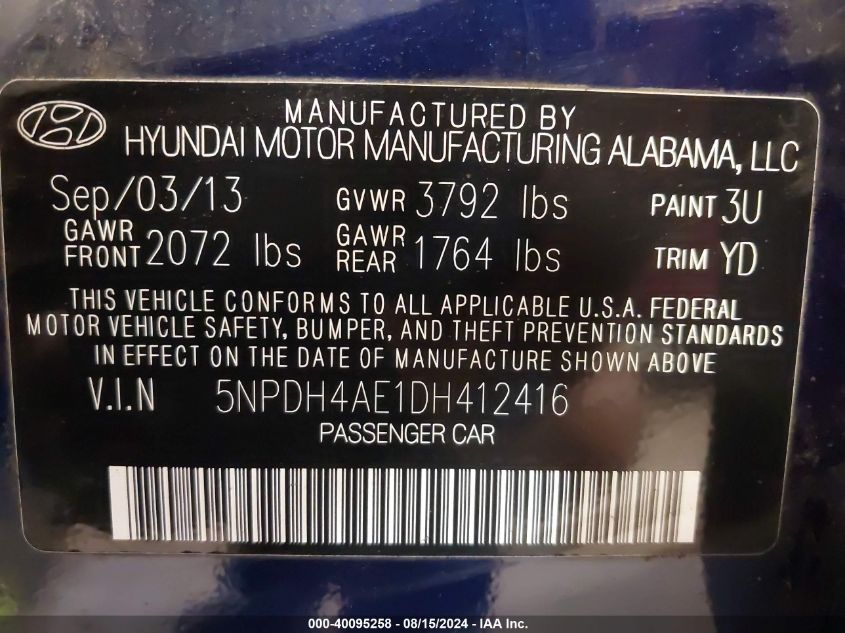 MANUFACTURED BY
HYUNDAI MOTOR MANUFACTURING ALABAMA, LLC
Sep/03/13 GVWR 3792 lbs PAINT 3U
GAWR FRONT 2072 lbs GAWR REAR 1764 lbs TRIM YD
THIS VEHICLE CONFORMS TO ALL APPLICABLE U.S.A. FEDERAL
MOTOR VEHICLE SAFETY, BUMPER, AND THEFT PREVENTION STANDARDS
IN EFFECT ON THE DATE OF MANUFACTURE SHOWN ABOVE
V.I.N 5NPDH4AE1DH412416
PASSENGER CAR
000-40095258 - 08/15/2024 - IAA Inc.